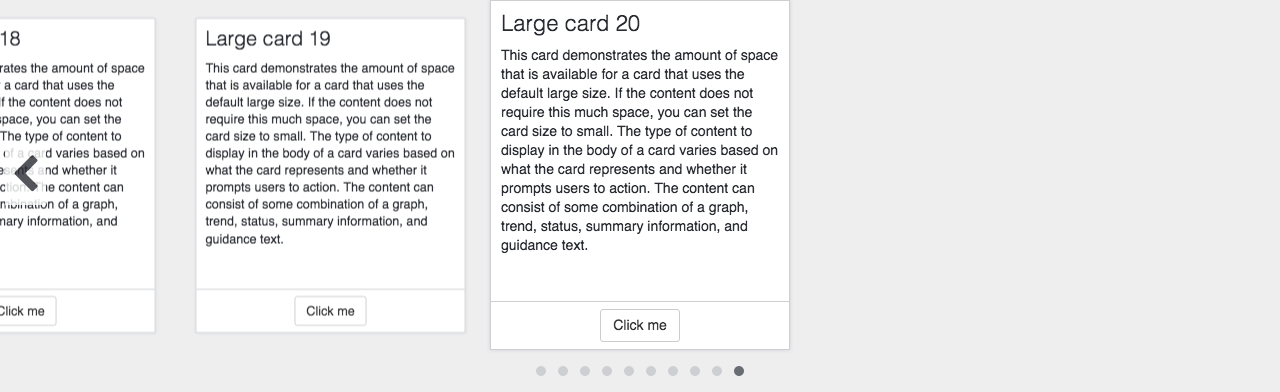 18
rates the amount of space
a card that uses the
If the content does not
space, you can set the
The type of content to
of a card varies based on
and whether it
he content can
mbination of a graph,
mary information, and
Click me
Large card 19
This card demonstrates the amount of space
that is available for a card that uses the
default large size. If the content does not
require this much space, you can set the
card size to small. The type of content to
display in the body of a card varies based on
what the card represents and whether it
prompts users to action. The content can
consist of some combination of a graph,
trend, status, summary information, and
guidance text.
Click me
Large card 20
This card demonstrates the amount of space
that is available for a card that uses the
default large size. If the content does not
require this much space, you can set the
card size to small. The type of content to
display in the body of a card varies based on
what the card represents and whether it
prompts users to action. The content can
consist of some combination of a graph,
trend, status, summary information, and
guidance text.
Click me